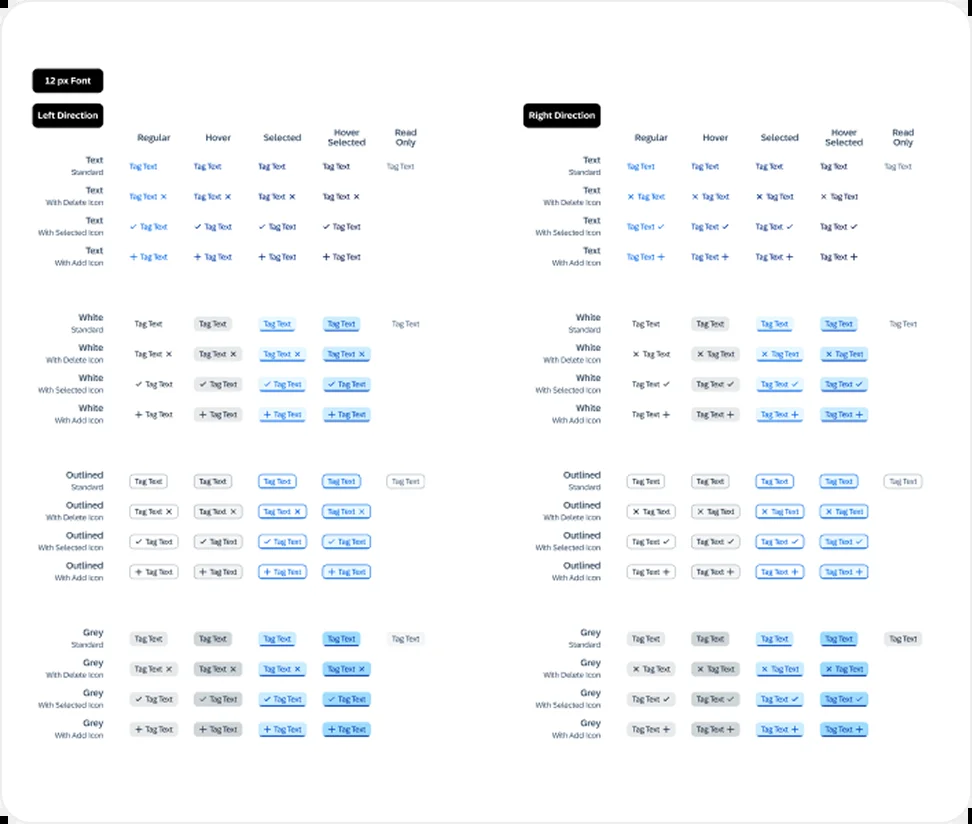 12 px Font
Left Direction
Regular Hover Selected Hover Selected Read Only
Text
Standard
Tag Text Tag Text Tag Text Tag Text Tag Text
Text
With Delete Icon
Tag Text × Tag Text × Tag Text × Tag Text ×
Text
With Selected Icon
✓ Tag Text ✓ Tag Text ✓ Tag Text ✓ Tag Text
Text
With Add Icon
+ Tag Text + Tag Text + Tag Text + Tag Text
White
Standard
Tag Text Tag Text Tag Text Tag Text Tag Text
White
With Delete Icon
Tag Text × Tag Text × Tag Text × Tag Text ×
White
With Selected Icon
✓ Tag Text ✓ Tag Text ✓ Tag Text ✓ Tag Text
White
With Add Icon
+ Tag Text + Tag Text + Tag Text + Tag Text
Outlined
Standard
Tag Text Tag Text Tag Text Tag Text Tag Text
Outlined
With Delete Icon
Tag Text × Tag Text × Tag Text × Tag Text ×
Outlined
With Selected Icon
✓ Tag Text ✓ Tag Text ✓ Tag Text ✓ Tag Text
Outlined
With Add Icon
+ Tag Text + Tag Text + Tag Text + Tag Text
Grey
Standard
Tag Text Tag Text Tag Text Tag Text Tag Text
Grey
With Delete Icon
Tag Text × Tag Text × Tag Text × Tag Text ×
Grey
With Selected Icon
✓ Tag Text ✓ Tag Text ✓ Tag Text ✓ Tag Text
Grey
With Add Icon
+ Tag Text + Tag Text + Tag Text + Tag Text
Right Direction
Regular Hover Selected Hover Selected Read Only
Text
Standard
Tag Text Tag Text Tag Text Tag Text Tag Text
Text
With Delete Icon
× Tag Text × Tag Text × Tag Text × Tag Text
Text
With Selected Icon
Tag Text ✓ Tag Text ✓ Tag Text ✓ Tag Text ✓
Text
With Add Icon
Tag Text + Tag Text + Tag Text + Tag Text +
White
Standard
Tag Text Tag Text Tag Text Tag Text Tag Text
White
With Delete Icon
× Tag Text × Tag Text × Tag Text × Tag Text
White
With Selected Icon
Tag Text ✓ Tag Text ✓ Tag Text ✓ Tag Text ✓
White
With Add Icon
Tag Text + Tag Text + Tag Text + Tag Text +
Outlined
Standard
Tag Text Tag Text Tag Text Tag Text Tag Text
Outlined
With Delete Icon
× Tag Text × Tag Text × Tag Text × Tag Text
Outlined
With Selected Icon
Tag Text ✓ Tag Text ✓ Tag Text ✓ Tag Text ✓
Outlined
With Add Icon
Tag Text + Tag Text + Tag Text + Tag Text +
Grey
Standard
Tag Text Tag Text Tag Text Tag Text Tag Text
Grey
With Delete Icon
× Tag Text × Tag Text × Tag Text × Tag Text
Grey
With Selected Icon
Tag Text ✓ Tag Text ✓ Tag Text ✓ Tag Text ✓
Grey
With Add Icon
Tag Text + Tag Text + Tag Text + Tag Text +